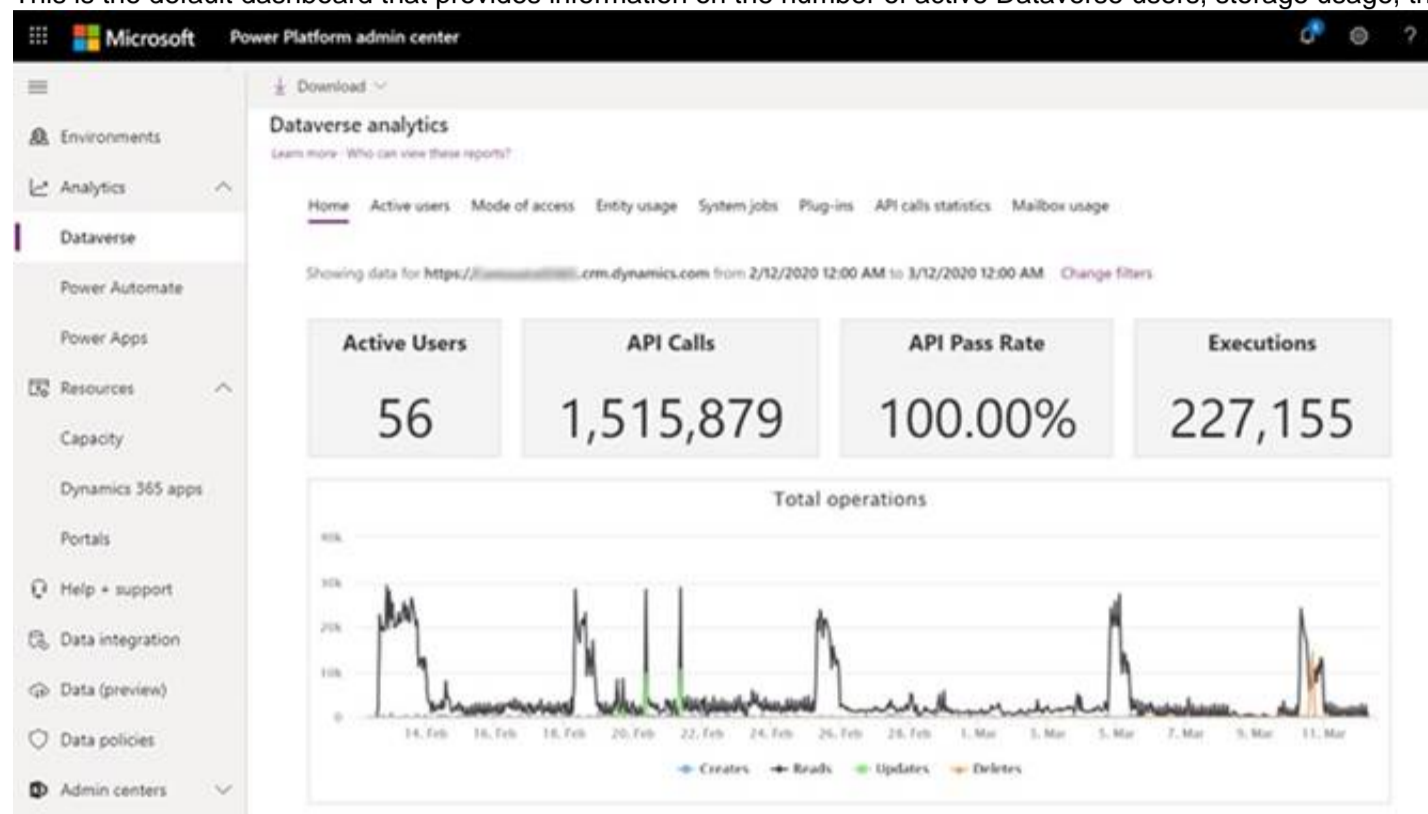 This is the default dashboard that provides information on the number of active Dataverse users, storage usage, th
Microsoft Power Platform admin center ?
Download
Environments
Analytics
Dataverse
Power Automate
Power Apps
Resources
Capacity
Dynamics 365 apps
Portals
Help + support
Data integration
Data (preview)
Data policies
Admin centers
Dataverse analytics
Learn more · Who can view these reports?
Home Active users Mode of access Entity usage System jobs Plug-ins API calls statistics Mailbox usage
Showing data for https:// .crm.dynamics.com from 2/12/2020 12:00 AM to 3/12/2020 12:00 AM Change filters
Active Users API Calls API Pass Rate Executions
56 1,515,879 100.00% 227,155
Total operations
40k
30k
20k
10k
0
14. Feb 16. Feb 18. Feb 20. Feb 22. Feb 24. Feb 26. Feb 28. Feb 1. Mar 3. Mar 5. Mar 7. Mar 9. Mar 11. Mar
Creates Reads Updates Deletes